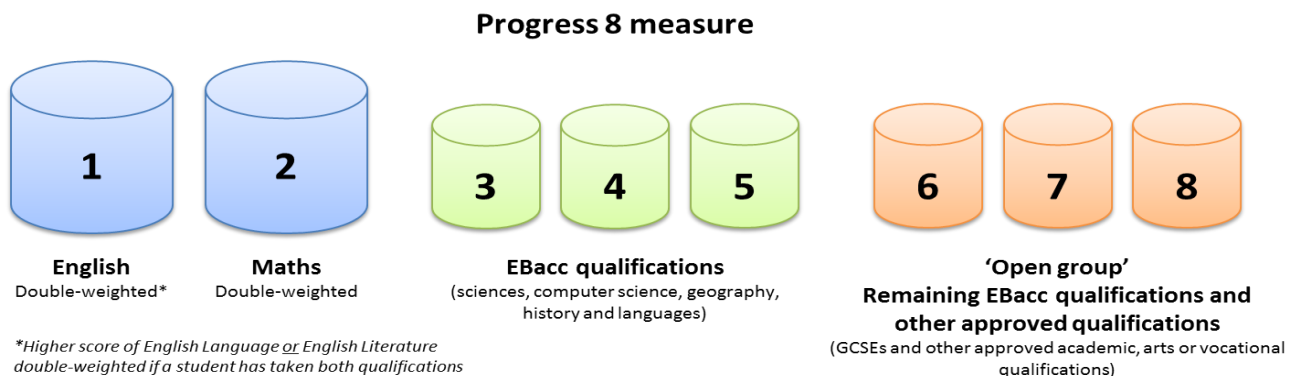 Progress 8 measure
1
2
3
4
5
6
7
8
English
Double-weighted*
Maths
Double-weighted
EBacc qualifications
(sciences, computer science, geography,
history and languages)
‘Open group’
Remaining EBacc qualifications and
other approved qualifications
(GCSEs and other approved academic, arts or vocational
qualifications)
*Higher score of English Language or English Literature
double-weighted if a student has taken both qualifications